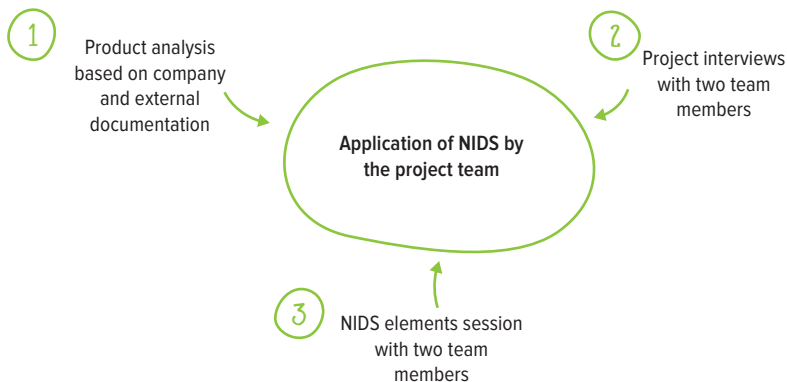 1
Product analysis
based on company
and external
documentation
2
Project interviews
with two team
members
Application of NIDS by
the project team
3
NIDS elements session
with two team
members